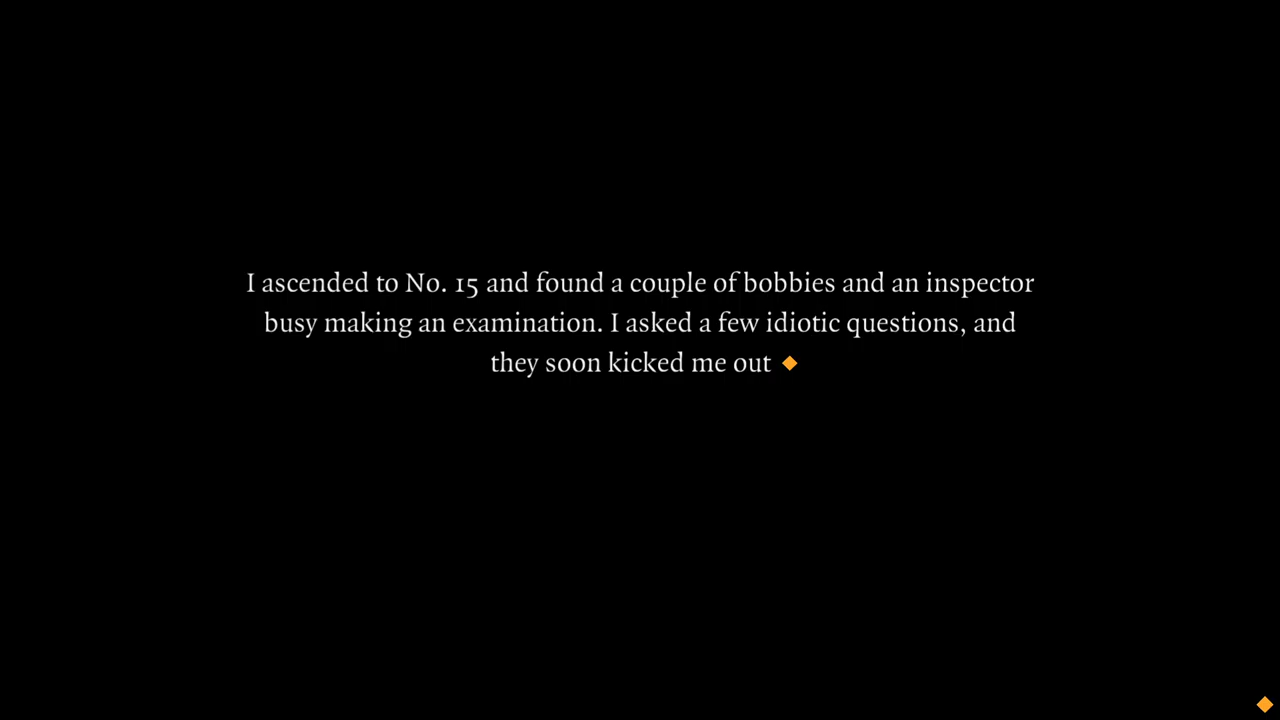 I ascended to No. 15 and found a couple of bobbies and an inspector
busy making an examination. I asked a few idiotic questions, and
they soon kicked me out